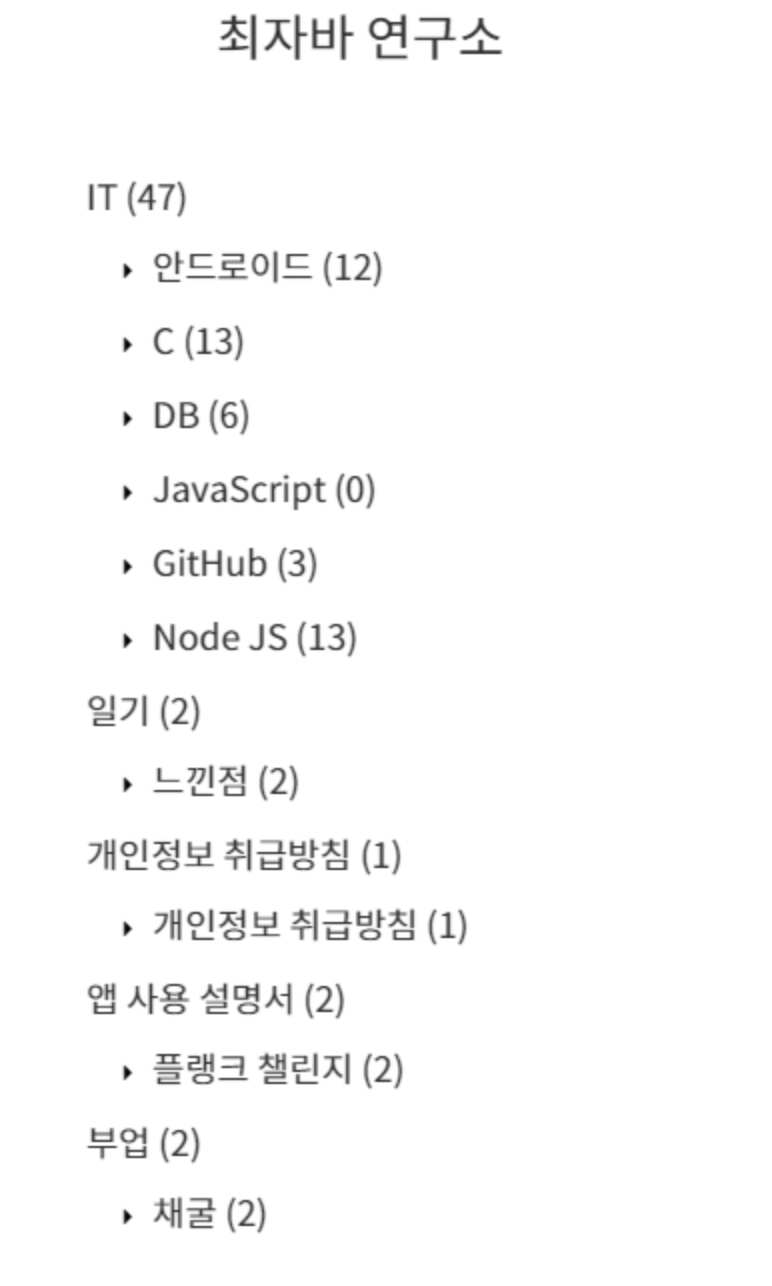 최자바 연구소
IT (47)
안드로이드 (12)
C (13)
DB (6)
JavaScript (0)
GitHub (3)
Node JS (13)
일기 (2)
느낀점 (2)
개인정보 취급방침 (1)
개인정보 취급방침 (1)
앱 사용 설명서 (2)
플랭크 챌린지 (2)
부업 (2)
채굴 (2)